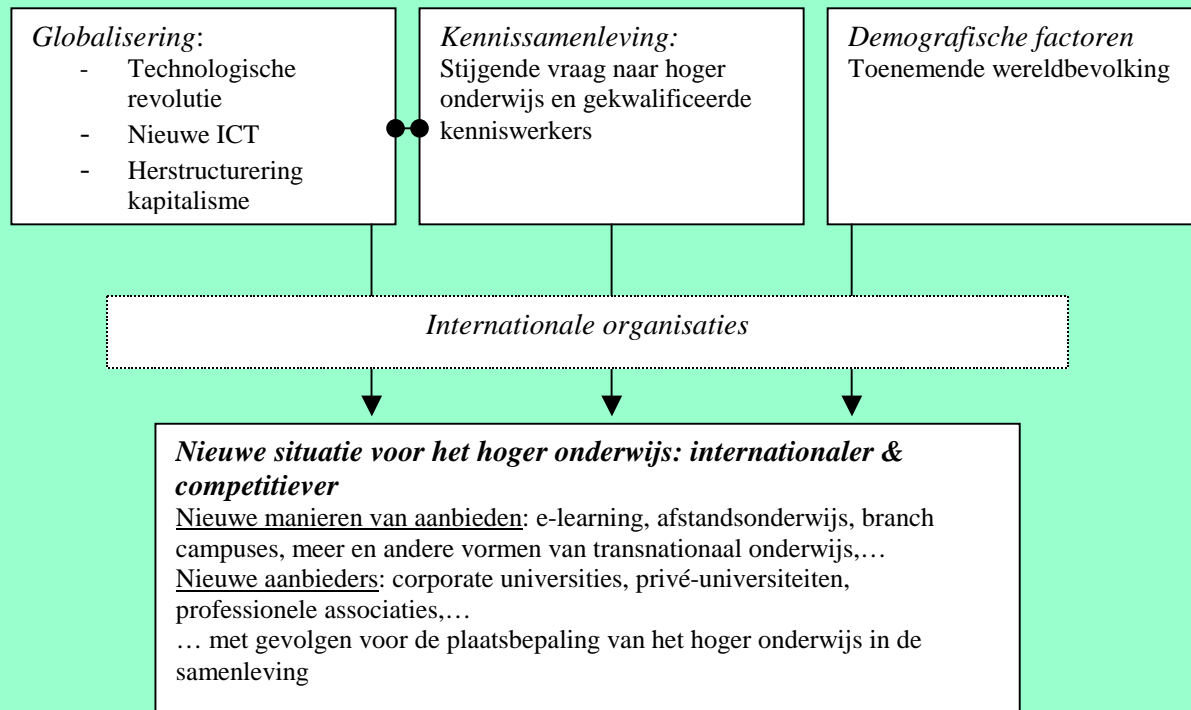 Globalisering:
- Technologische
revolutie
- Nieuwe ICT
- Herstructurering
kapitalisme
Kennissamenleving:
Stijgende vraag naar hoger
onderwijs en gekwalificeerde
kenniswerkers
Demografische factoren
Toenemende wereldbevolking
Internationale organisaties
Nieuwe situatie voor het hoger onderwijs: internationaler &
competitiever
Nieuwe manieren van aanbieden: e-learning, afstandsonderwijs, branch
campuses, meer en andere vormen van transnationaal onderwijs,…
Nieuwe aanbieders: corporate universities, privé-universiteiten,
professionele associaties,…
… met gevolgen voor de plaatsbepaling van het hoger onderwijs in de
samenleving